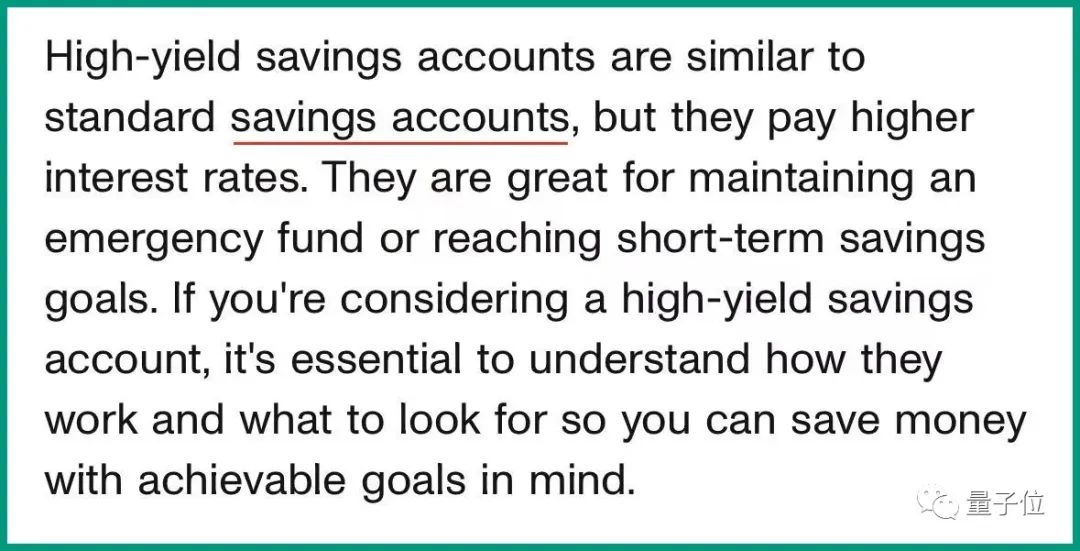 High-yield savings accounts are similar to
standard savings accounts, but they pay higher
interest rates. They are great for maintaining an
emergency fund or reaching short-term savings
goals. If you're considering a high-yield savings
account, it's essential to understand how they
work and what to look for so you can save money
with achievable goals in mind.
量子位